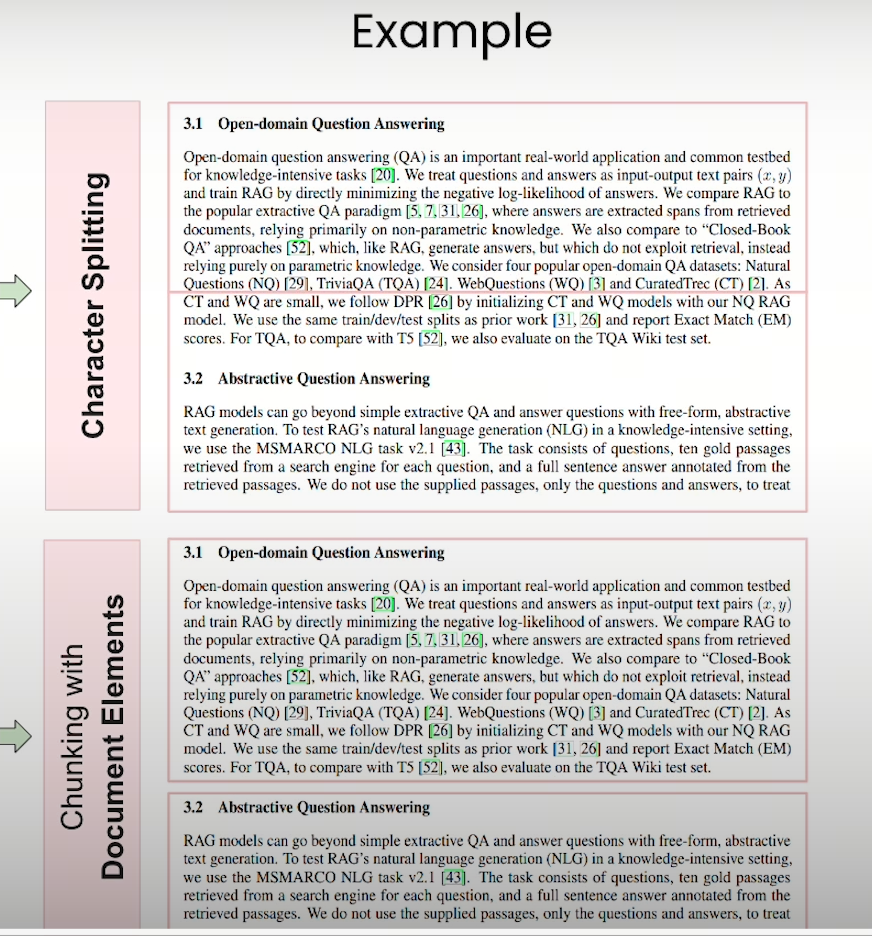 Example
Character Splitting
3.1 Open-domain Question Answering
Open-domain question answering (QA) is an important real-world application and common testbed
for knowledge-intensive tasks [20]. We treat questions and answers as input-output text pairs (x, y)
and train RAG by directly minimizing the negative log-likelihood of answers. We compare RAG to
the popular extractive QA paradigm [5, 7, 31, 26], where answers are extracted spans from retrieved
documents, relying primarily on non-parametric knowledge. We also compare to “Closed-Book
QA” approaches [52], which, like RAG, generate answers, but which do not exploit retrieval, instead
relying purely on parametric knowledge. We consider four popular open-domain QA datasets: Natural
Questions (NQ) [29], TriviaQA (TQA) [24]. WebQuestions (WQ) [3] and CuratedTrec (CT) [2]. As
CT and WQ are small, we follow DPR [26] by initializing CT and WQ models with our NQ RAG
model. We use the same train/dev/test splits as prior work [31, 26] and report Exact Match (EM)
scores. For TQA, to compare with T5 [52], we also evaluate on the TQA Wiki test set.
3.2 Abstractive Question Answering
RAG models can go beyond simple extractive QA and answer questions with free-form, abstractive
text generation. To test RAG’s natural language generation (NLG) in a knowledge-intensive setting,
we use the MSMARCO NLG task v2.1 [43]. The task consists of questions, ten gold passages
retrieved from a search engine for each question, and a full sentence answer annotated from the
retrieved passages. We do not use the supplied passages, only the questions and answers, to treat
Chunking with
Document Elements
3.1 Open-domain Question Answering
Open-domain question answering (QA) is an important real-world application and common testbed
for knowledge-intensive tasks [20]. We treat questions and answers as input-output text pairs (x, y)
and train RAG by directly minimizing the negative log-likelihood of answers. We compare RAG to
the popular extractive QA paradigm [5, 7, 31, 26], where answers are extracted spans from retrieved
documents, relying primarily on non-parametric knowledge. We also compare to “Closed-Book
QA” approaches [52], which, like RAG, generate answers, but which do not exploit retrieval, instead
relying purely on parametric knowledge. We consider four popular open-domain QA datasets: Natural
Questions (NQ) [29], TriviaQA (TQA) [24]. WebQuestions (WQ) [3] and CuratedTrec (CT) [2]. As
CT and WQ are small, we follow DPR [26] by initializing CT and WQ models with our NQ RAG
model. We use the same train/dev/test splits as prior work [31, 26] and report Exact Match (EM)
scores. For TQA, to compare with T5 [52], we also evaluate on the TQA Wiki test set.
3.2 Abstractive Question Answering
RAG models can go beyond simple extractive QA and answer questions with free-form, abstractive
text generation. To test RAG’s natural language generation (NLG) in a knowledge-intensive setting,
we use the MSMARCO NLG task v2.1 [43]. The task consists of questions, ten gold passages
retrieved from a search engine for each question, and a full sentence answer annotated from the
retrieved passages. We do not use the supplied passages, only the questions and answers, to treat